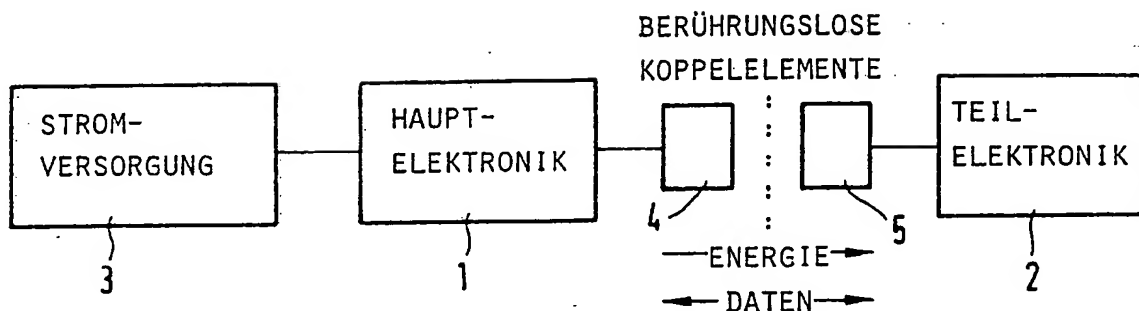 BERÜHRUNGSLOSE
KOPPELELEMENTE
STROM-
VERSORGUNG
HAUPT-
ELEKTRONIK
TEIL-
ELEKTRONIK
3
1
4
5
2
ENERGIE
DATEN